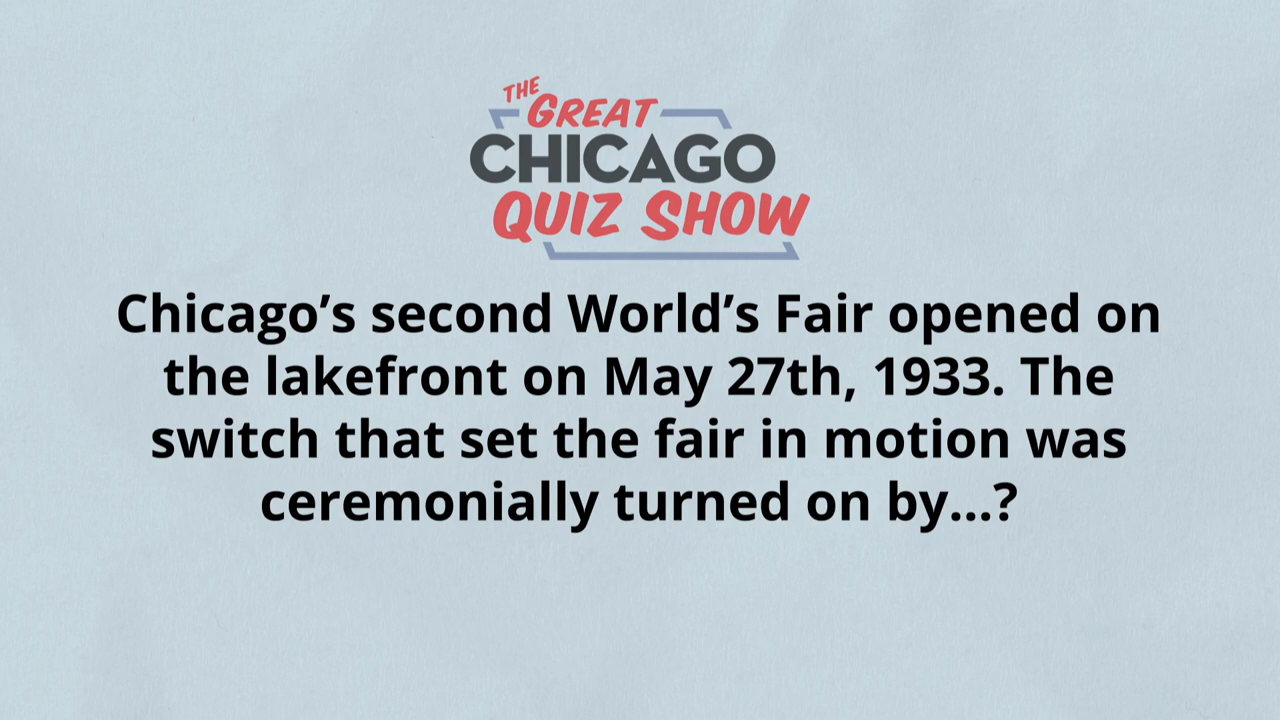 THE
GREAT
CHICAGO
QUIZ SHOW
Chicago’s second World’s Fair opened on
the lakefront on May 27th, 1933. The
switch that set the fair in motion was
ceremonially turned on by...?